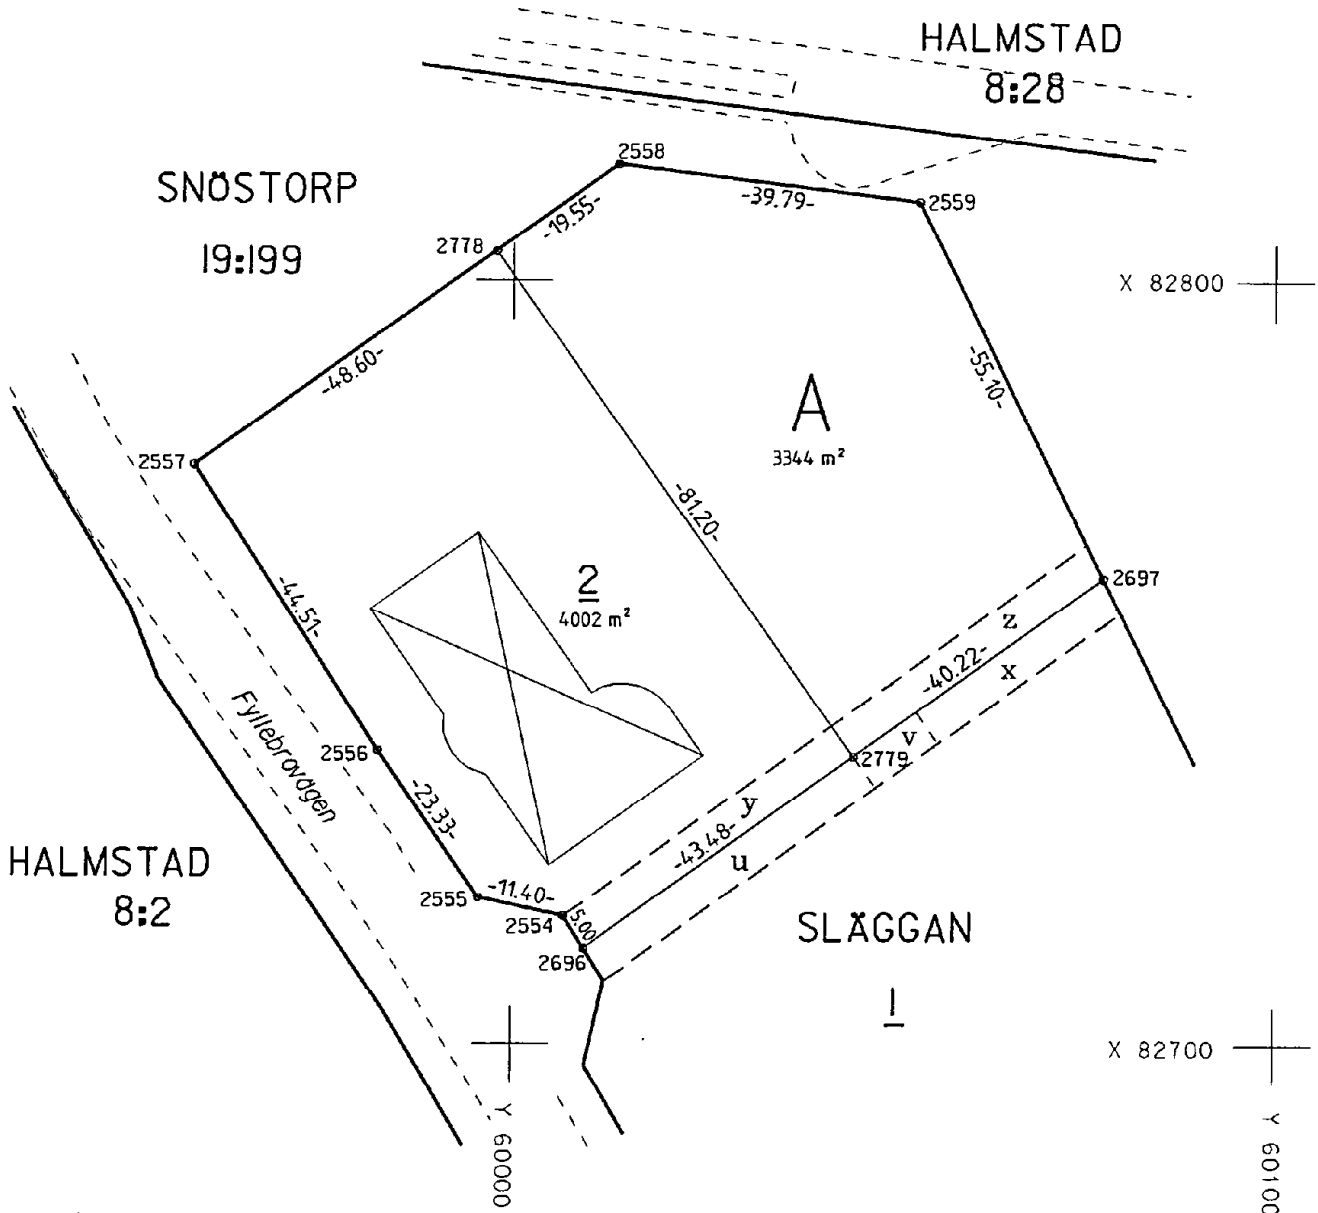 HALMSTAD
8:28
2558
SNÖSTORP
-39.79-
2559
-19.55-
2778
19:199
X 82800
-48.60-
-55.10-
A
3344 m²
2557
-81.20-
2
4002 m²
2697
-44.51-
z
-40.22-
x
Fyllebrovägen
2556
v
2779
-23.33-
y
-43.48-
u
HALMSTAD
8:2
2555
-11.40-
2554
5.00
SLÄGGAN
2696
1
X 82700
Y 60000
Y 60100